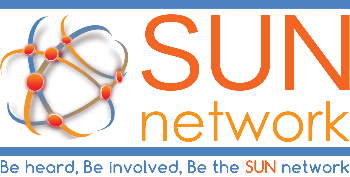 SUN
network
Be heard, Be involved, Be the SUN network